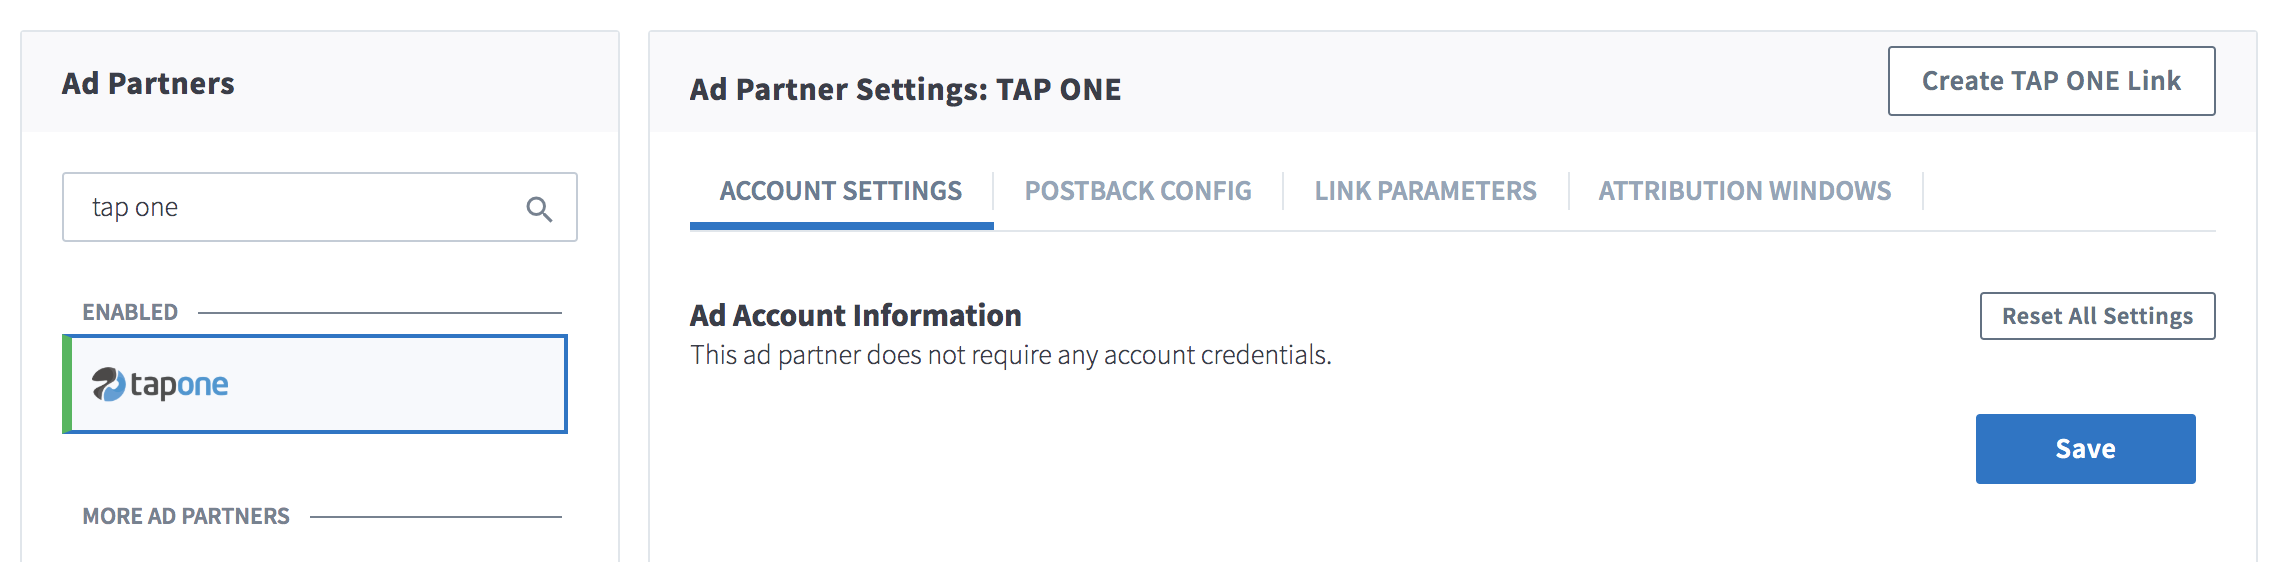 Ad Partners
tap one
ENABLED
tapone
MORE AD PARTNERS
Ad Partner Settings: TAP ONE
Create TAP ONE Link
ACCOUNT SETTINGS
POSTBACK CONFIG
LINK PARAMETERS
ATTRIBUTION WINDOWS
Ad Account Information
Reset All Settings
This ad partner does not require any account credentials.
Save